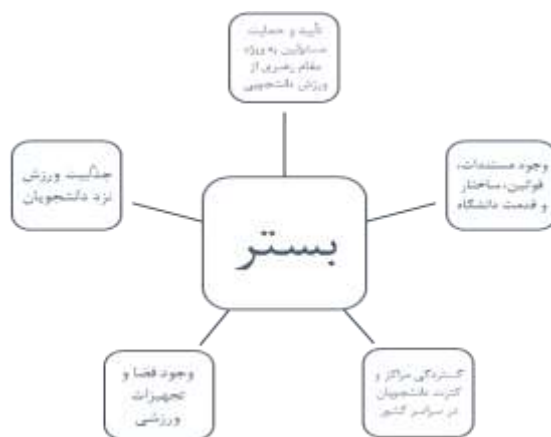 تأیید و حمایت
مسئولین به ویژه
مقام رهبری از
ورزش دانشجویی
وجود مستندات،
قوانین، ساختار
و قدمت دانشگاه
جذابیت ورزش
نزد دانشجویان
بستر
گستردگی مراکز و
کثرت دانشجویان
در سراسر کشور
وجود فضا و
تجهیزات
ورزشی